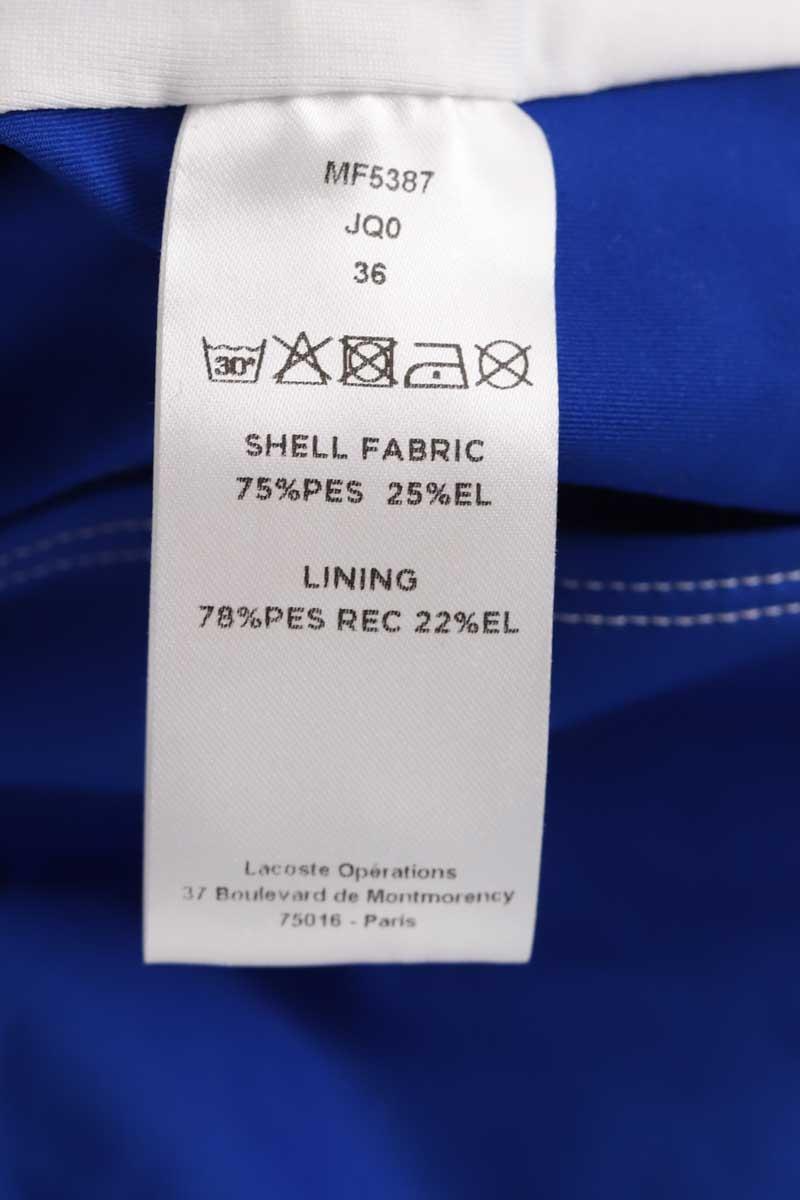 MF5387
JQ0
36
30°
SHELL FABRIC
75%PES 25%EL
LINING
78%PES REC 22%EL
Lacoste Opérations
37 Boulevard de Montmorency
75016 - Paris